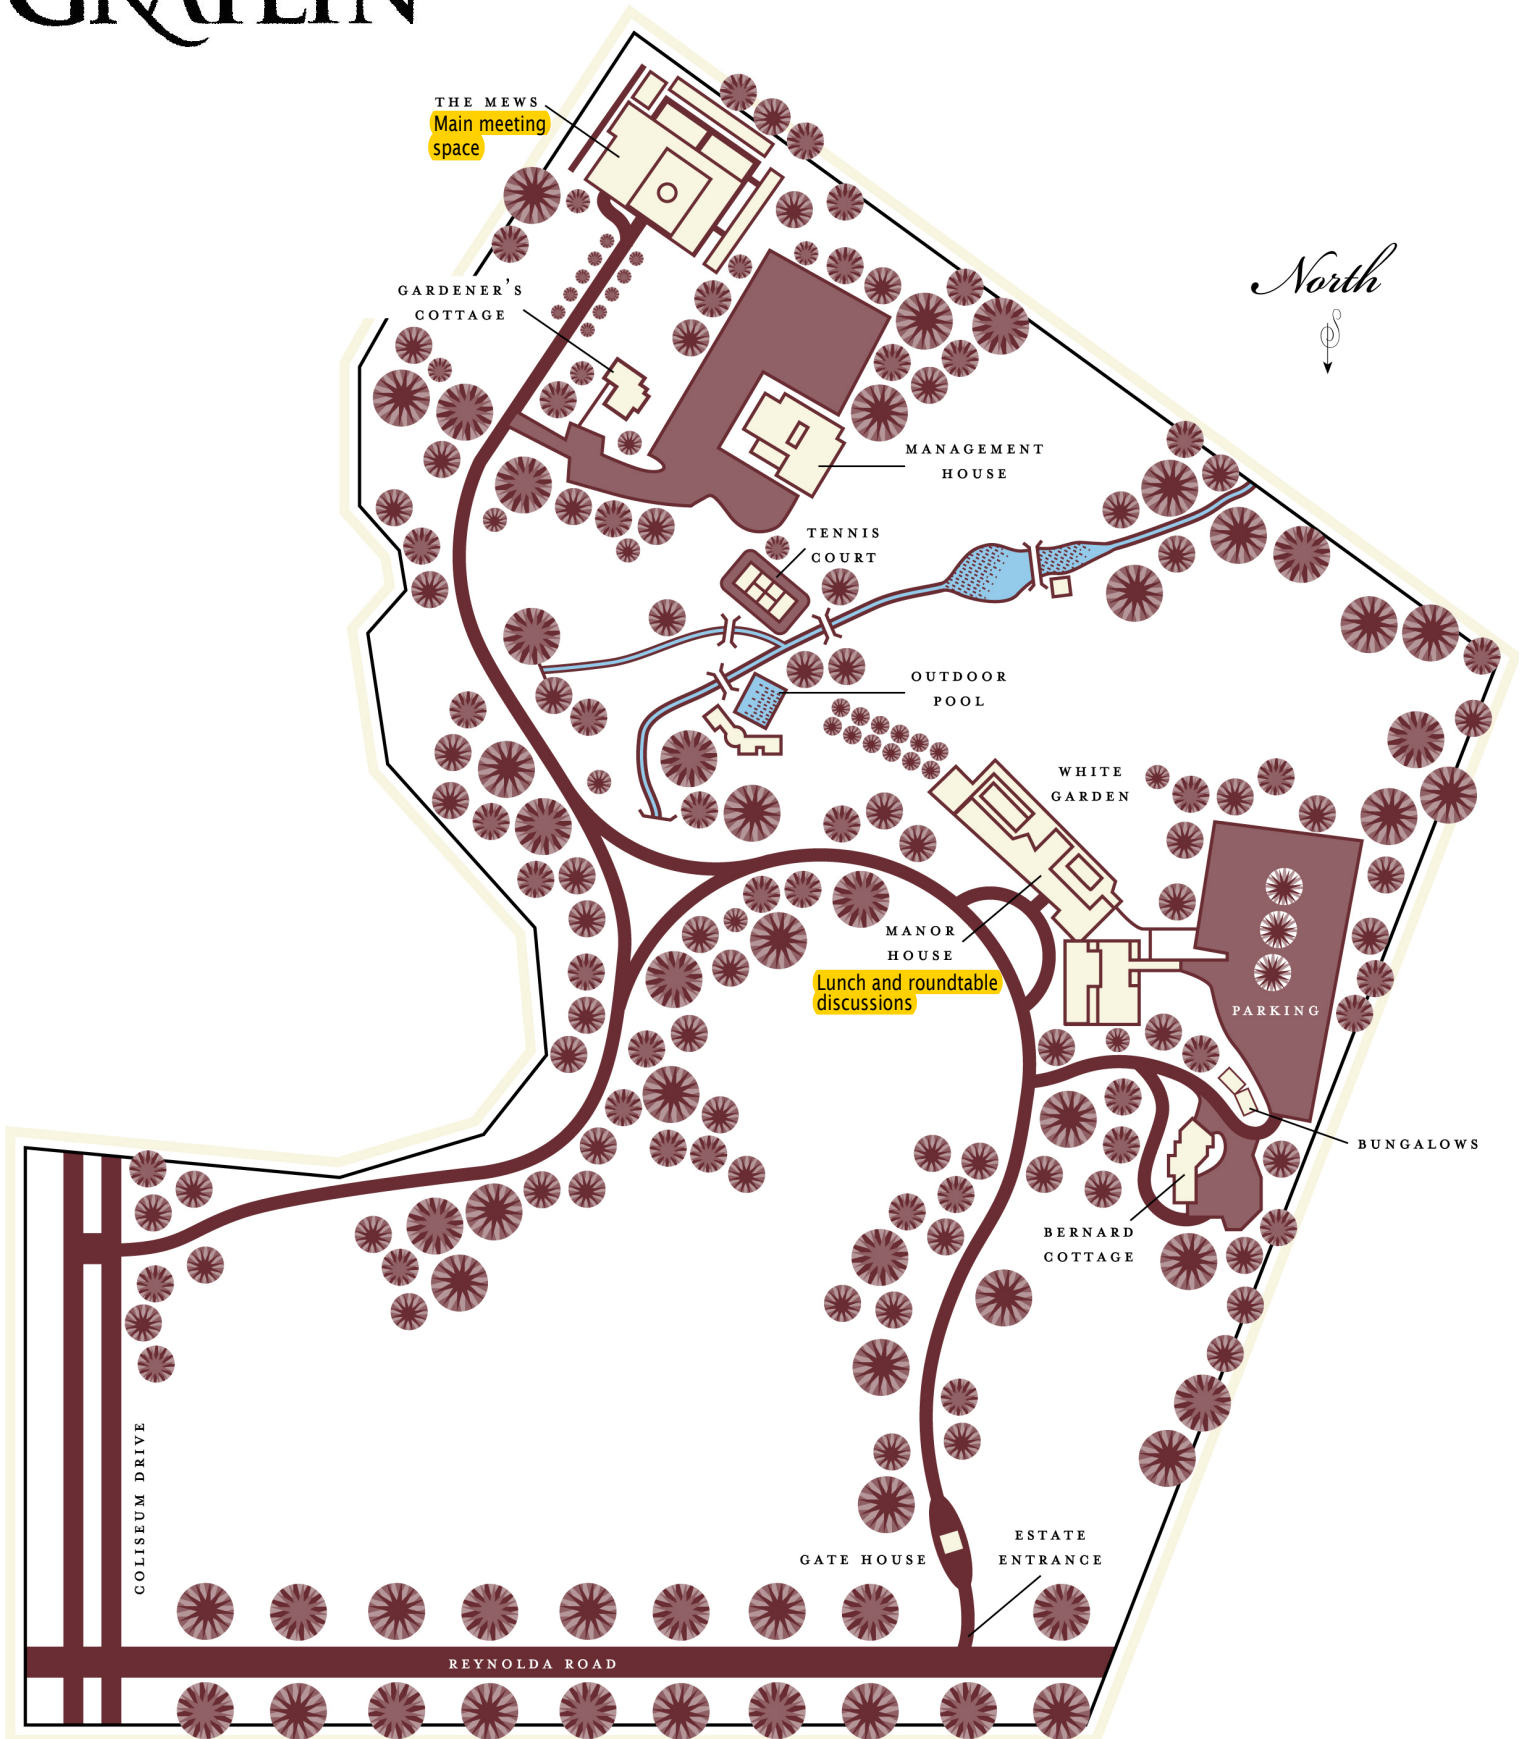 GRAYLYN
THE MEWS
Main meeting
space
GARDENER'S
COTTAGE
North
MANAGEMENT
HOUSE
TENNIS
COURT
OUTDOOR
POOL
WHITE
GARDEN
MANOR
HOUSE
Lunch and roundtable
discussions
PARKING
BUNGALOWS
BERNARD
COTTAGE
COLISEUM DRIVE
ESTATE
ENTRANCE
GATE HOUSE
REYNOLDA ROAD